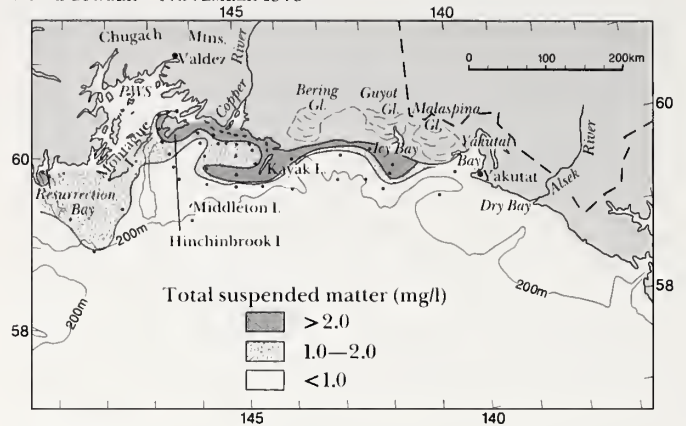 145 140
Chugach Mtns.
Valdez
River
Copper
PWS
Bering Gl.
Guyot Gl.
Malaspina Gl.
0 100 200km
60
60
Icy Bay
Yakutat Bay
Yakutat
River
Alsek
Dry Bay
Kayak I.
Resurrection Bay
Middleton I.
Hinchinbrook I
200m
200m
200m
58
58
Total suspended matter (mg/l)
>2.0
1.0—2.0
<1.0
145 140